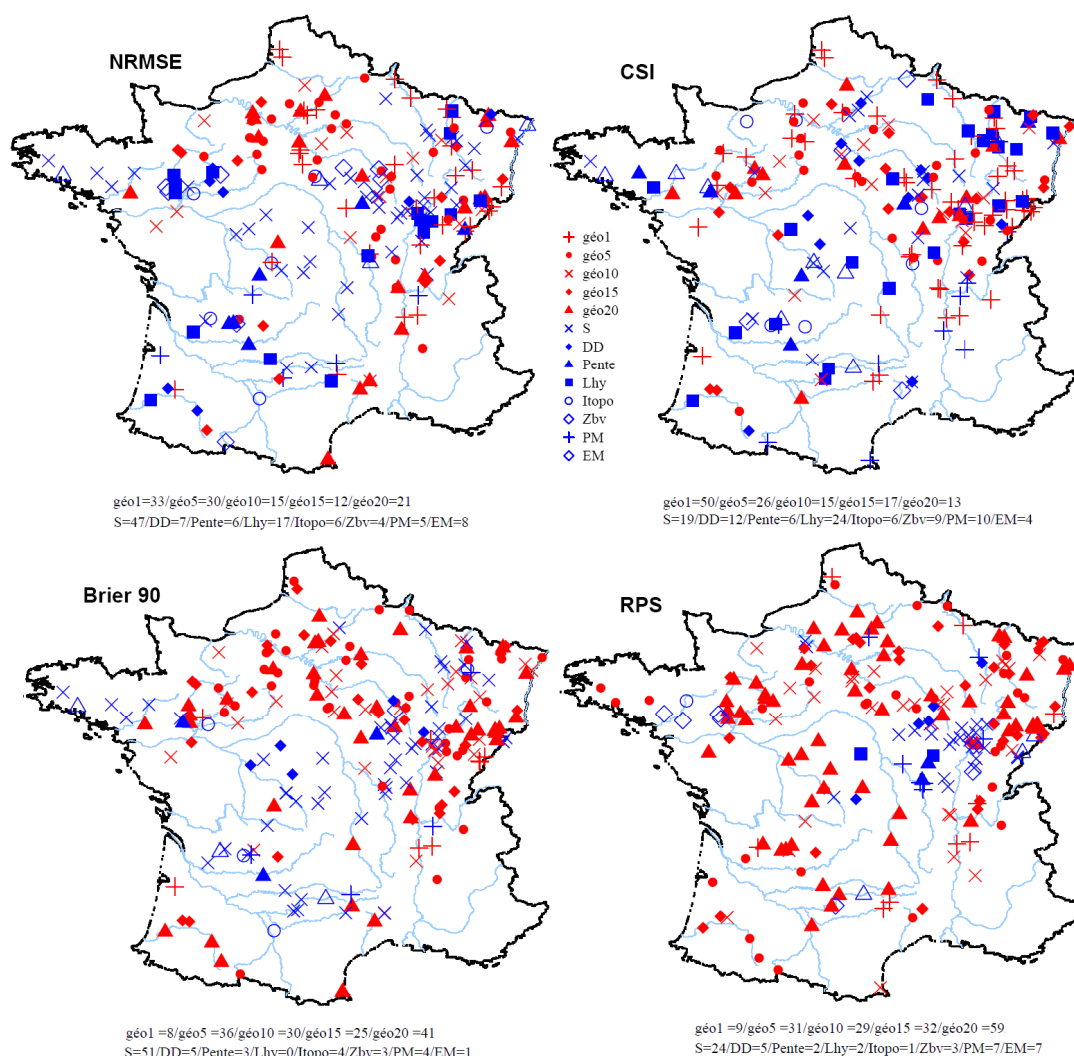 NRMSE
CSI
géo1
géo5
géo10
géo15
géo20
S
DD
Pente
Lhy
Itopo
Zbv
PM
EM
géo1=33/géo5=30/géo10=15/géo15=12/géo20=21
S=47/DD=7/Pente=6/Lhy=17/Itopo=6/Zbv=4/PM=5/EM=8
géo1=50/géo5=26/géo10=15/géo15=17/géo20=13
S=19/DD=12/Pente=6/Lhy=24/Itopo=6/Zbv=9/PM=10/EM=4
Brier 90
RPS
géo1 =8/géo5 =36/géo10 =30/géo15 =25/géo20 =41
S=51/DD=5/Pente=3/Lhy=0/Itopo=4/Zbv=3/PM=4/EM=1
géo1 =9/géo5 =31/géo10 =29/géo15 =32/géo20 =59
S=24/DD=5/Pente=2/Lhy=2/Itopo=1/Zbv=3/PM=7/EM=7